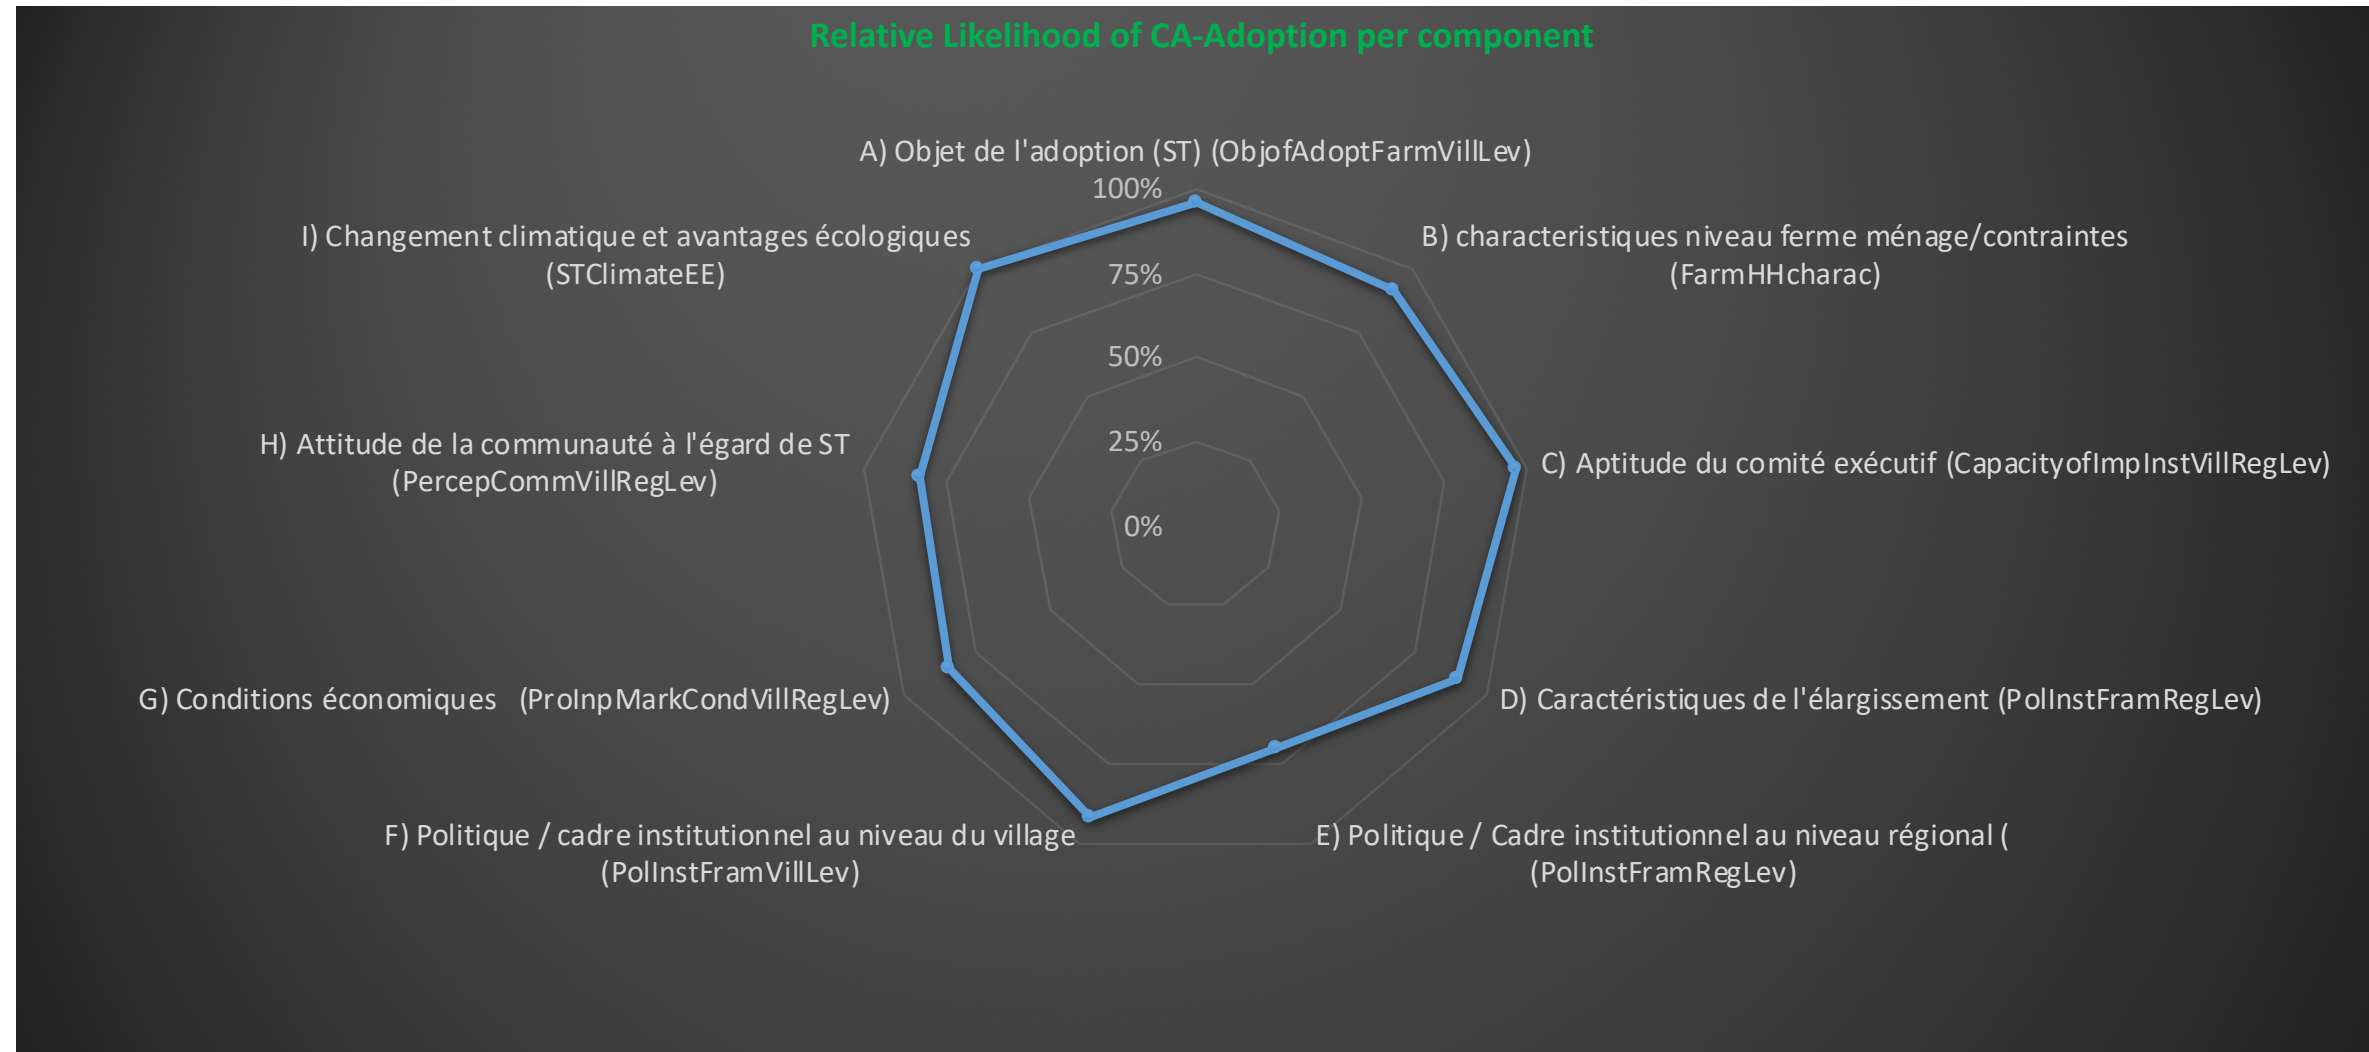 Relative Likelihood of CA-Adoption per component
A) Objet de l'adoption (ST) (ObjofAdoptFarmVillLev)
100%
I) Changement climatique et avantages écologiques
(STClimateEE)
B) characteristiques niveau ferme ménage/contraintes
(FarmHHcharac)
75%
50%
H) Attitude de la communauté à l'égard de ST
(PercepCommVillRegLev)
25%
C) Aptitude du comité exécutif (CapacityofImpInstVillRegLev)
0%
G) Conditions économiques (ProInpMarkCondVillRegLev)
D) Caractéristiques de l'élargissement (PolInstFramRegLev)
F) Politique / cadre institutionnel au niveau du village
(PolInstFramVillLev)
E) Politique / Cadre institutionnel au niveau régional (
(PolInstFramRegLev)